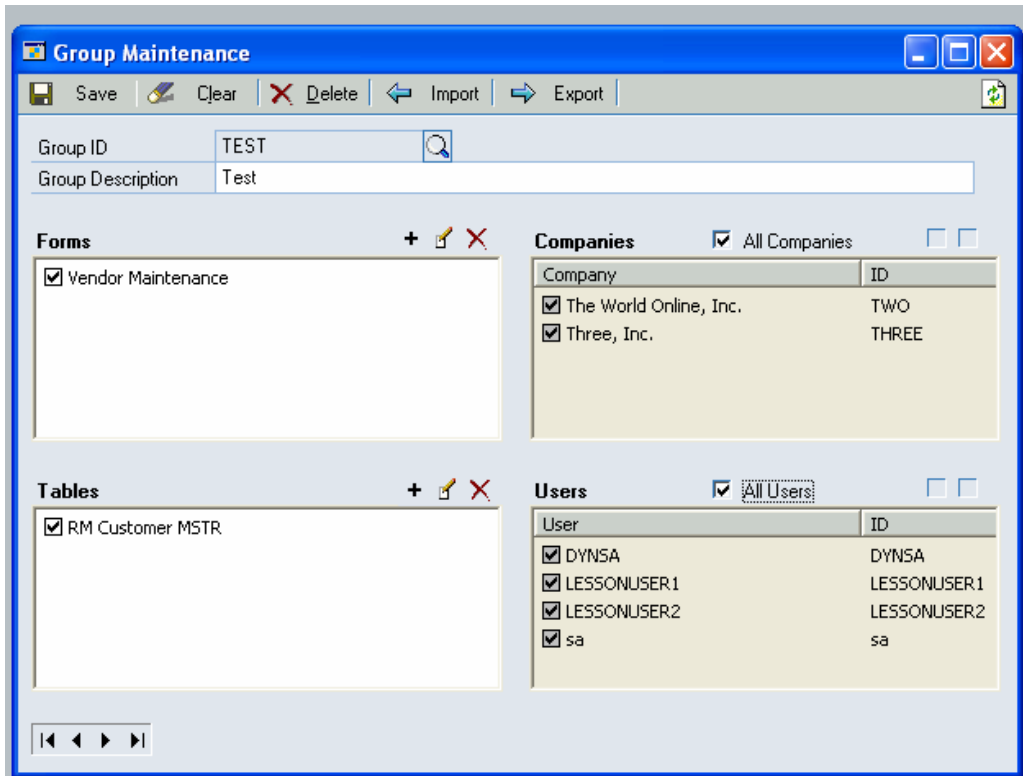 Group Maintenance
Save Clear Delete Import Export
Group ID TEST
Group Description Test
Forms
Vendor Maintenance
Companies All Companies
Company ID
The World Online, Inc. TWO
Three, Inc. THREE
Tables
RM Customer MSTR
Users All Users
User ID
DYNSA DYNSA
LESSONUSER1 LESSONUSER1
LESSONUSER2 LESSONUSER2
sa sa